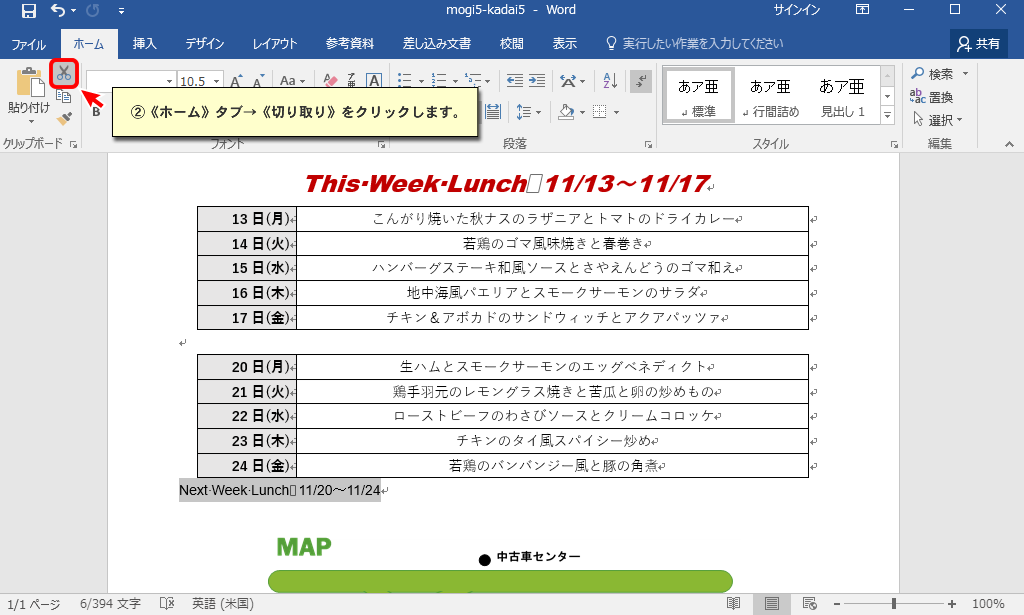 mogi5-kadai5 - Word
サインイン
ファイル ホーム 挿入 デザイン レイアウト 参考資料 差し込み文書 校閲 表示 実行したい作業を入力してください 共有
貼り付け
10.5
Aa
A
B
②《ホーム》タブ→《切り取り》をクリックします。
あア亜 あア亜 あア亜
標準 行間詰め 見出し 1
検索
置換
選択
クリップボード フォント 段落 スタイル 編集
This·Week·Lunch□11/13～11/17
13 日(月) こんがり焼いた秋ナスのラザニアとトマトのドライカレー
14 日(火) 若鶏のゴマ風味焼きと春巻き
15 日(水) ハンバーグステーキ和風ソースとさやえんどうのゴマ和え
16 日(木) 地中海風パエリアとスモークサーモンのサラダ
17 日(金) チキン＆アボカドのサンドウィッチとアクアパッツァ
20 日(月) 生ハムとスモークサーモンのエッグベネディクト
21 日(火) 鶏手羽元のレモングラス焼きと苦瓜と卵の炒めもの
22 日(水) ローストビーフのわさびソースとクリームコロッケ
23 日(木) チキンのタイ風スパイシー炒め
24 日(金) 若鶏のバンバンジー風と豚の角煮
Next·Week·Lunch□11/20～11/24
MAP
●中古車センター
1/1 ページ 6/394 文字 英語 (米国) 100%